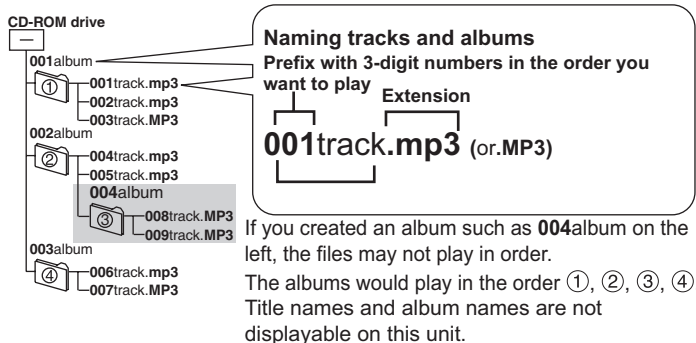 CD-ROM drive
001album
①
001track.mp3
002track.mp3
003track.MP3
002album
②
004track.mp3
005track.mp3
004album
③
008track.MP3
009track.MP3
003album
④
006track.mp3
007track.MP3
Naming tracks and albums
Prefix with 3-digit numbers in the order you
want to play
Extension
001track.mp3 (or.MP3)
If you created an album such as 004album on the
left, the files may not play in order.
The albums would play in the order ①, ②, ③, ④
Title names and album names are not
displayable on this unit.